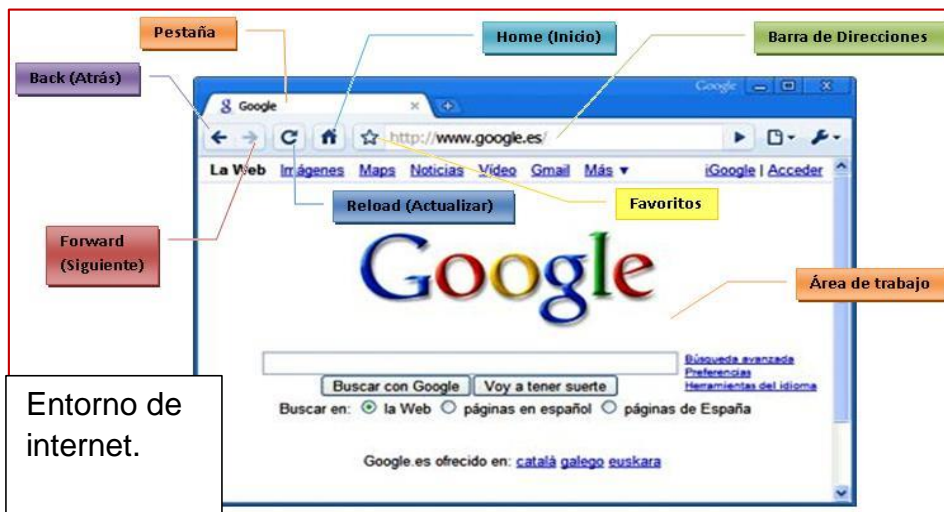 Pestaña
Home (Inicio)
Barra de Direcciones
Back (Atrás)
Google
Google
http://www.google.es/
La Web Imágenes Maps Noticias Vídeo Gmail Más ▼ iGoogle | Acceder
Reload (Actualizar)
Favoritos
Forward
(Siguiente)
Google
Área de trabajo
Búsqueda avanzada
Preferencias
Herramientas del idioma
Buscar con Google Voy a tener suerte
Buscar en: la Web páginas en español páginas de España
Entorno de
internet.
Google.es ofrecido en: català galego euskara